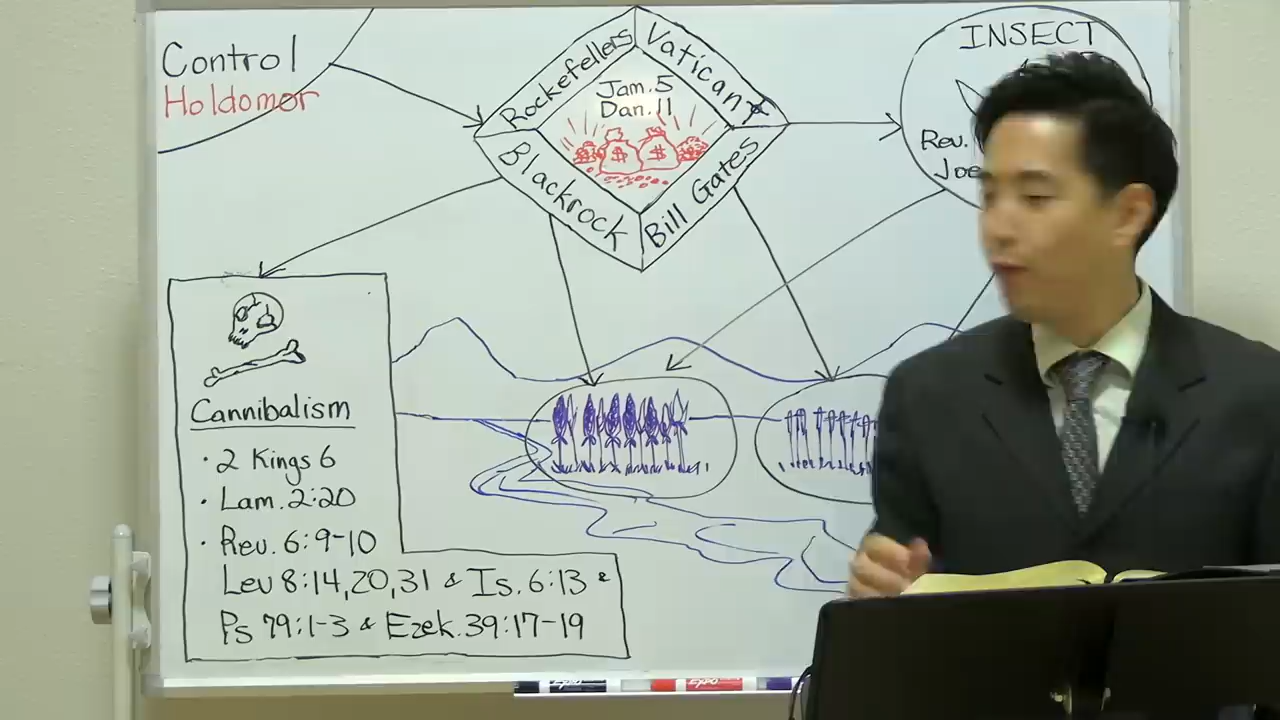 Control
Holdomor
Rockefellers
Vatican
Jam. 5
Dan. 11
$ $
Blackrock
Bill Gates
INSECT
Rev.
Joe
Cannibalism
· 2 Kings 6
· Lam. 2:20
· Rev. 6:9-10
Lev 8:14,20,31 & Is. 6:13 &
Ps 79:1-3 & Ezek. 39:17-19
EXPO
EXPO